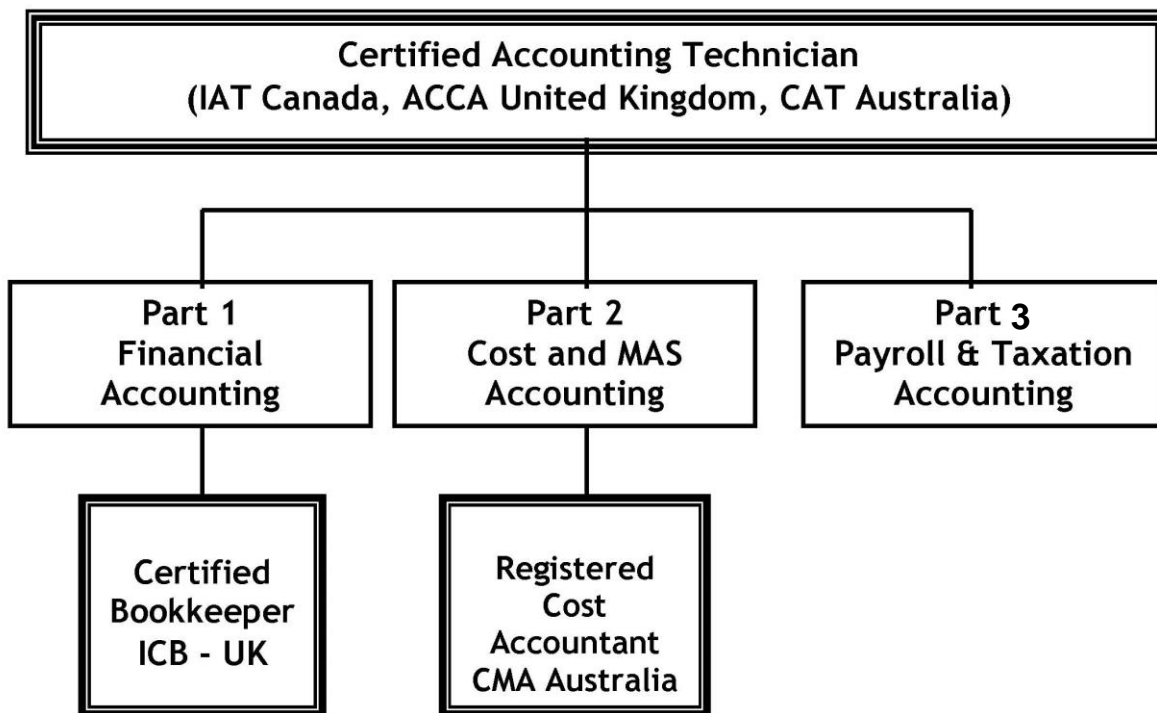 Certified Accounting Technician
(IAT Canada, ACCA United Kingdom, CAT Australia)
Part 1
Financial
Accounting
Part 2
Cost and MAS
Accounting
Part 3
Payroll & Taxation
Accounting
Certified
Bookkeeper
ICB - UK
Registered
Cost
Accountant
CMA Australia